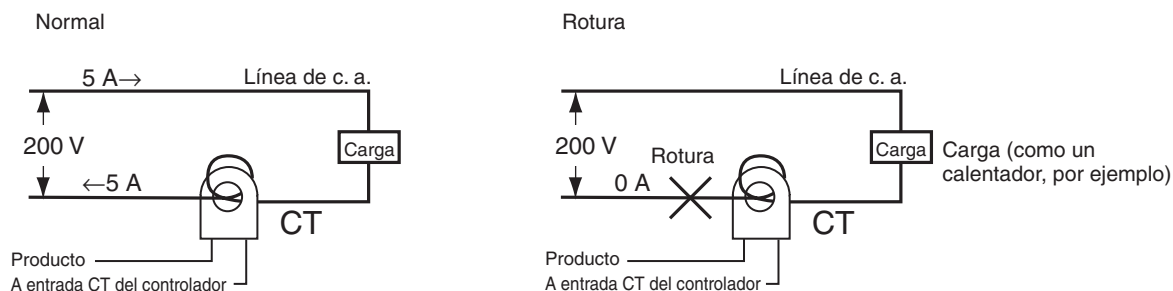 Normal
5 A→
Línea de c. a.
200 V
Carga
←5 A
CT
Producto
A entrada CT del controlador
Rotura
Línea de c. a.
200 V
Rotura
Carga
Carga (como un
calentador, por ejemplo)
0 A
CT
Producto
A entrada CT del controlador